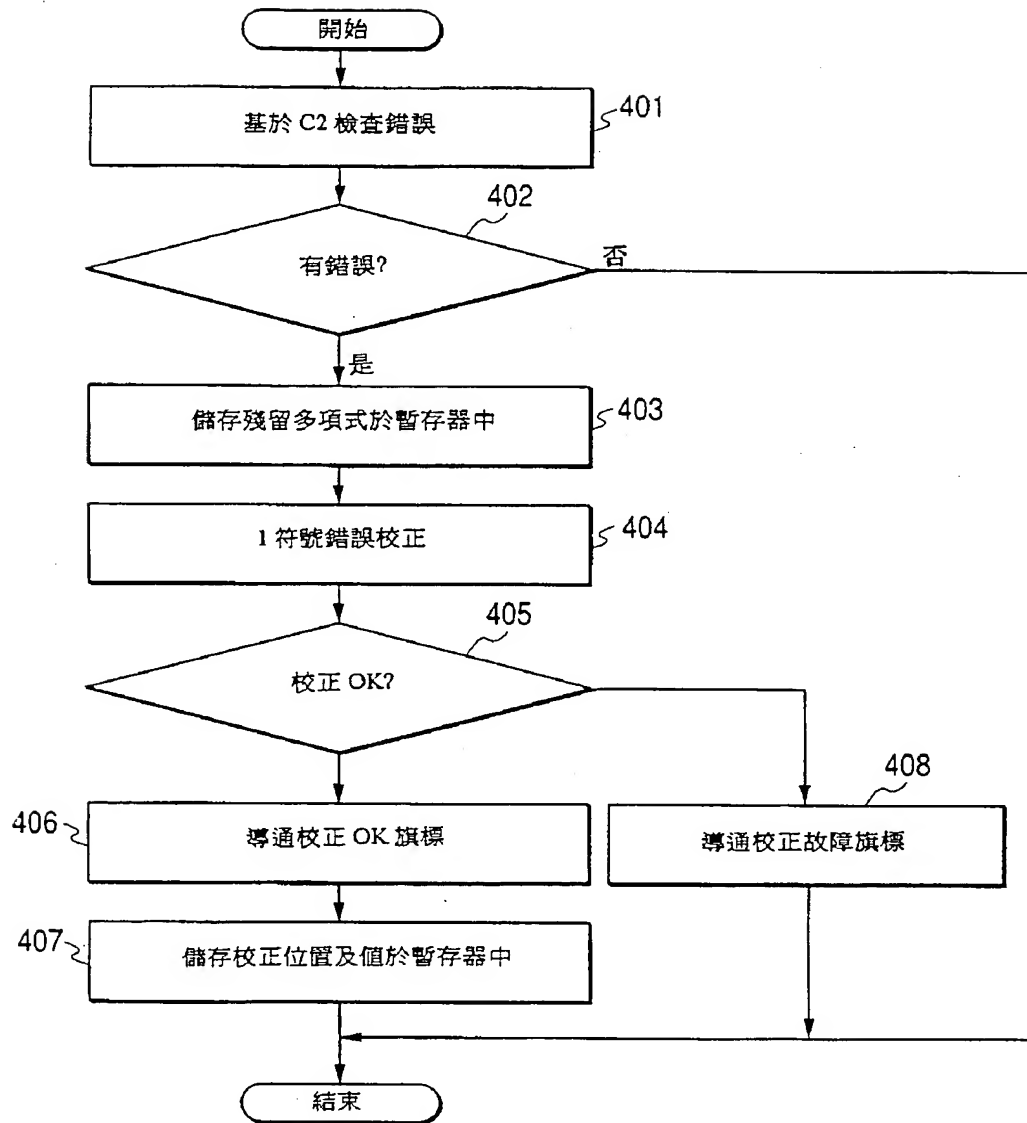 開始
基於 C2 檢查錯誤
401
402
有錯誤?
否
是
儲存殘留多項式於暫存器中
403
1 符號錯誤校正
404
405
校正 OK?
408
406
導通校正 OK 旗標
導通校正故障旗標
407
儲存校正位置及值於暫存器中
結束